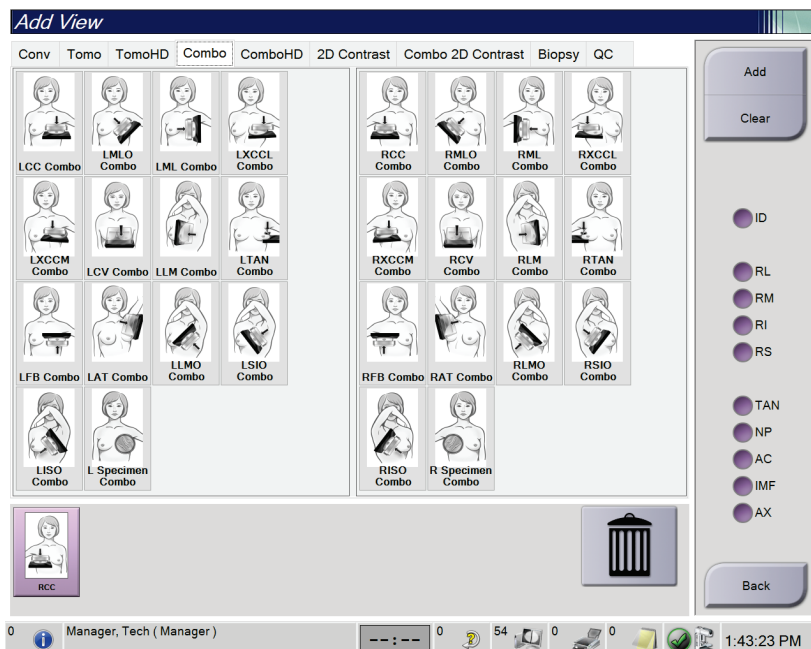 Add View
Conv Tomo TomoHD Combo ComboHD 2D Contrast Combo 2D Contrast Biopsy QC
LCC Combo
LMLO
Combo
LML Combo
LXCCL
Combo
RCC
Combo
RMLO
Combo
RML
Combo
RXCCL
Combo
LXCCM
Combo
LCV Combo
LLM Combo
LTAN
Combo
RXCCM
Combo
RCV
Combo
RLM
Combo
RTAN
Combo
LFB Combo
LAT Combo
LLMO
Combo
LSIO
Combo
RFB Combo
RAT Combo
RLMO
Combo
RSIO
Combo
LISO
Combo
L Specimen
Combo
RISO
Combo
R Specimen
Combo
RCC
Add
Clear
ID
RL
RM
RI
RS
TAN
NP
AC
IMF
AX
Back
0 Manager, Tech ( Manager ) --:-- 0 54 0 0 1:43:23 PM